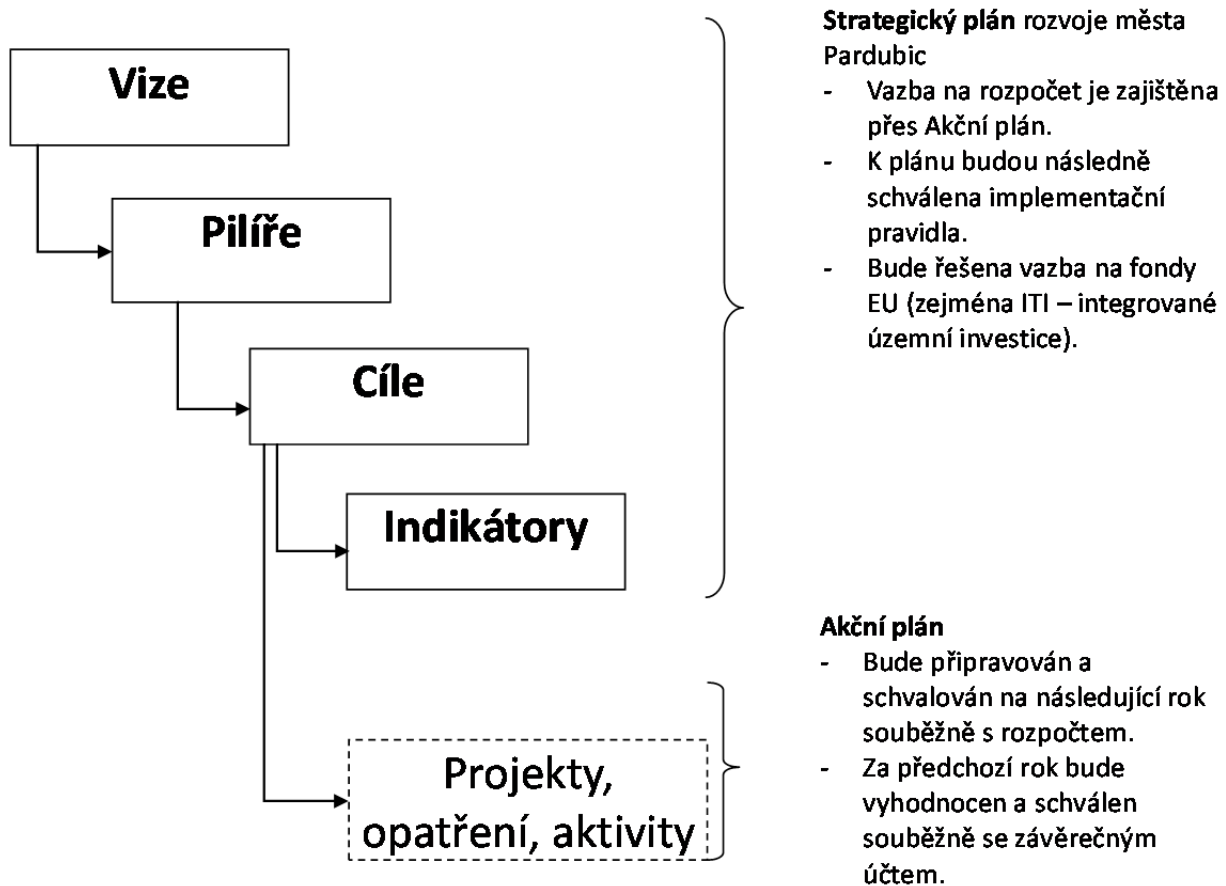 Vize
Pilíře
Cíle
Indikátory
Projekty,
opatření, aktivity
Strategický plán rozvoje města
Pardubic
- Vazba na rozpočet je zajištěna
přes Akční plán.
- K plánu budou následně
schválena implementační
pravidla.
- Bude řešena vazba na fondy
EU (zejména ITI – integrované
územní investice).
Akční plán
- Bude připravován a
schvalován na následující rok
souběžně s rozpočtem.
- Za předchozí rok bude
vyhodnocen a schválen
souběžně se závěrečným
účtem.